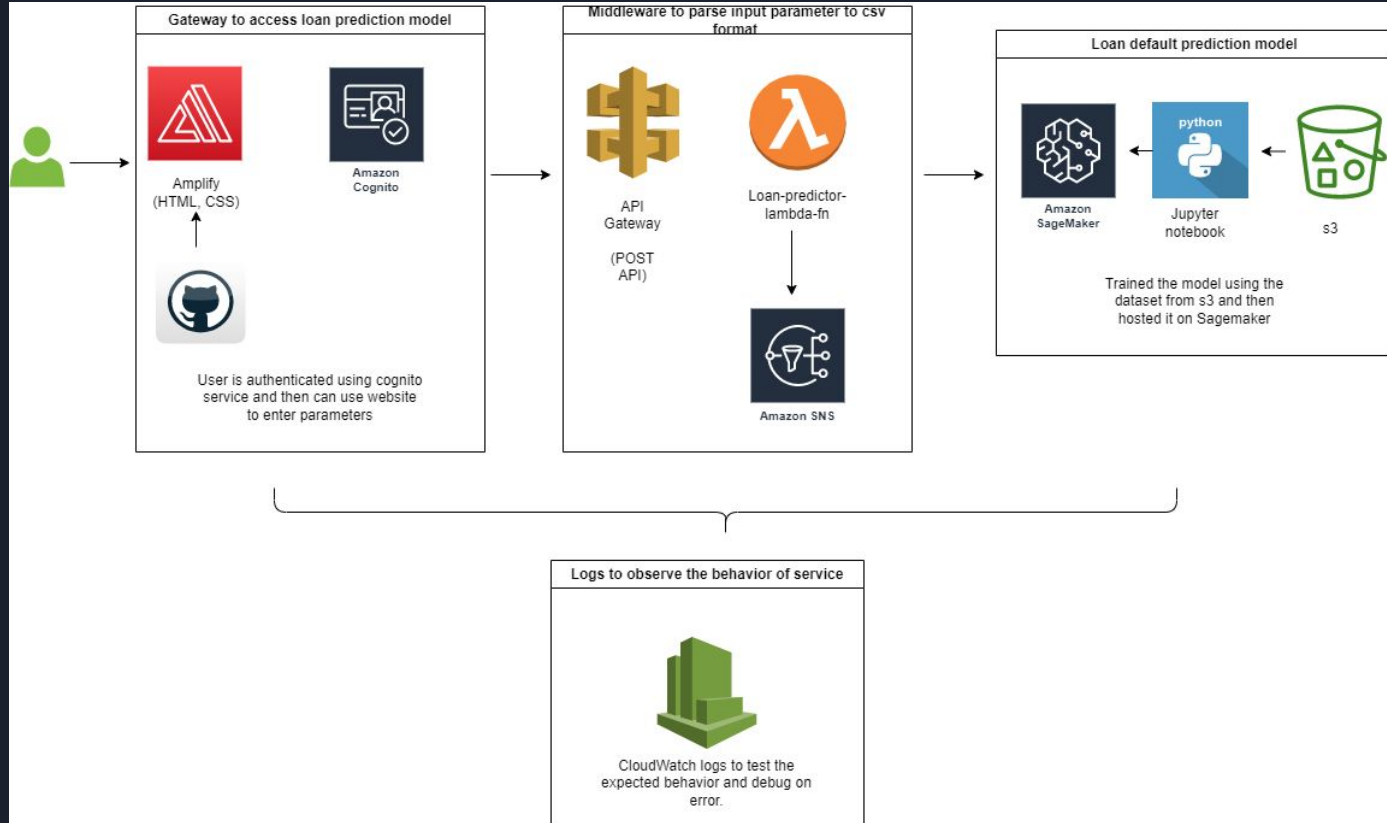 Gateway to access loan prediction model
Amplify
(HTML, CSS)
Amazon
Cognito
User is authenticated using cognito
service and then can use website
to enter parameters
Middleware to parse input parameter to csv
format
API
Gateway
(POST
API)
Loan-predictor-
lambda-fn
Amazon SNS
Loan default prediction model
Amazon
SageMaker
python
Jupyter
notebook
s3
Trained the model using the
dataset from s3 and then
hosted it on Sagemaker
Logs to observe the behavior of service
CloudWatch logs to test the
expected behavior and debug on
error.